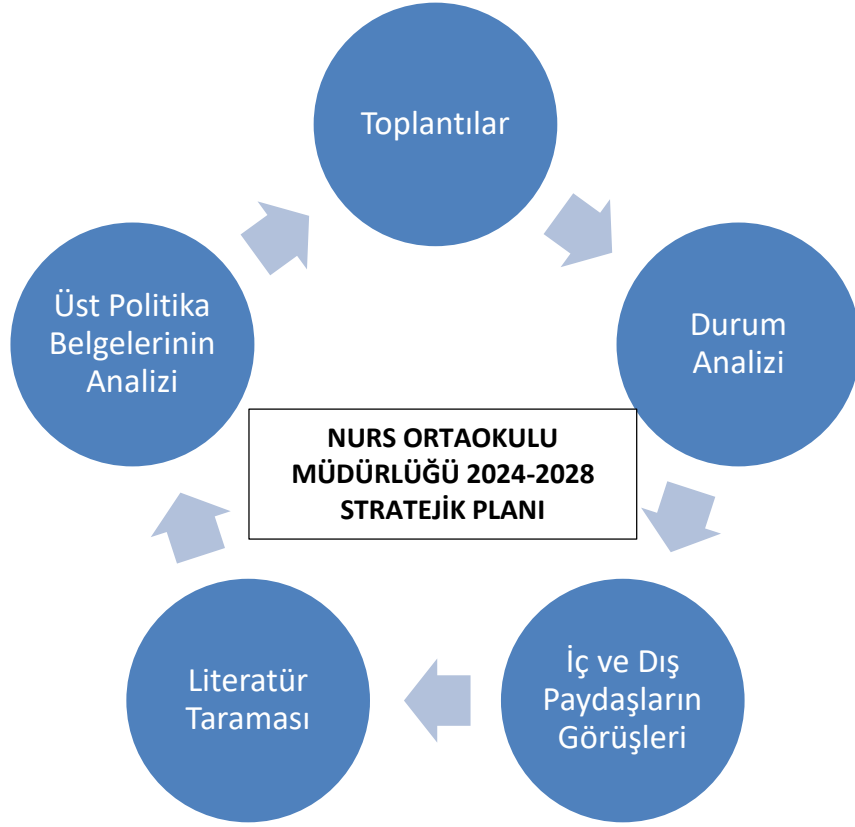 Toplantılar
Durum
Analizi
İç ve Dış
Paydaşların
Görüşleri
Literatür
Taraması
Üst Politika
Belgelerinin
Analizi
NURS ORTAOKULU
MÜDÜRLÜĞÜ 2024-2028
STRATEJİK PLANI